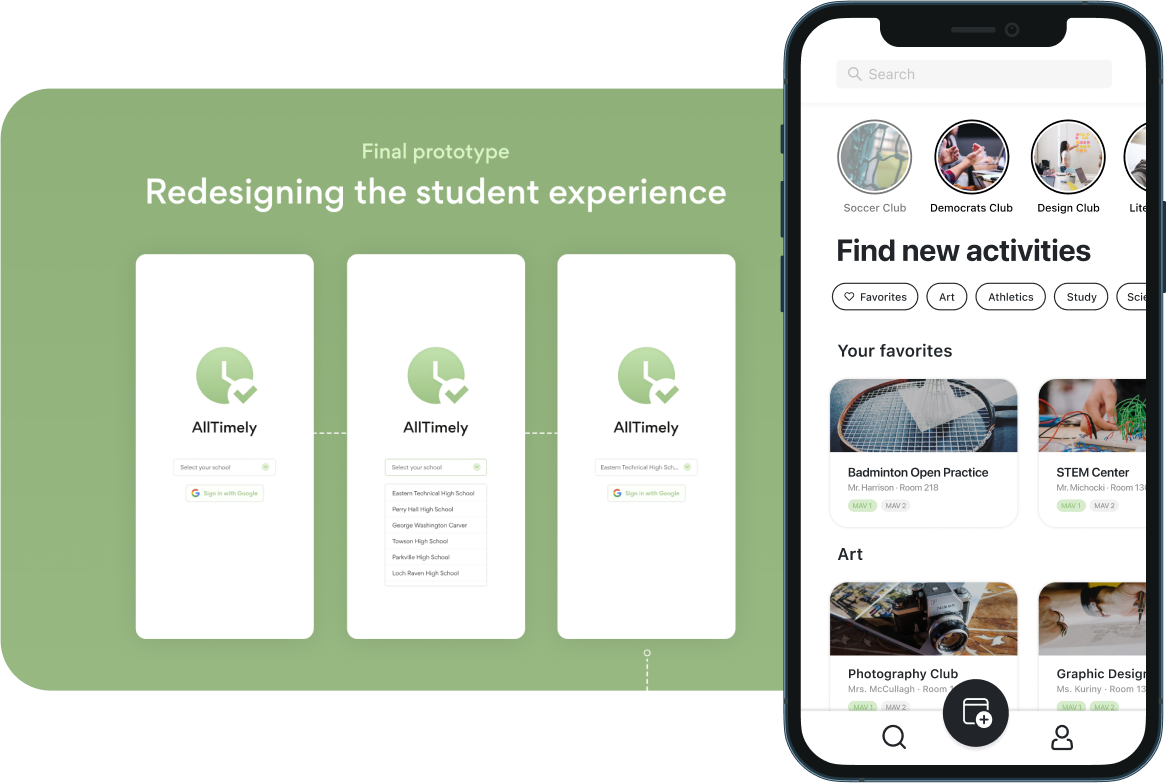 Final prototype
Redesigning the student experience
AllTimely
Select your school
Sign in with Google
AllTimely
Select your school
Eastern Technical High School
Perry Hall High School
George Washington Carver
Towson High School
Parkville High School
Loch Raven High School
AllTimely
Eastern Technical High Sch...
Sign in with Google
Search
Soccer Club
Democrats Club
Design Club
Lite
Find new activities
Favorites
Art
Athletics
Study
Scie
Your favorites
Badminton Open Practice
Mr. Harrison · Room 218
MAV 1 MAV 2
STEM Center
Mr. Michocki · Room 130
MAV 1 MAV 2
Art
Nikon
Photography Club
Mrs. McCullagh · Room 1
MAV 1 MAV 2
Graphic Design
Ms. Kuriny · Room 13
MAV 1 MAV 2